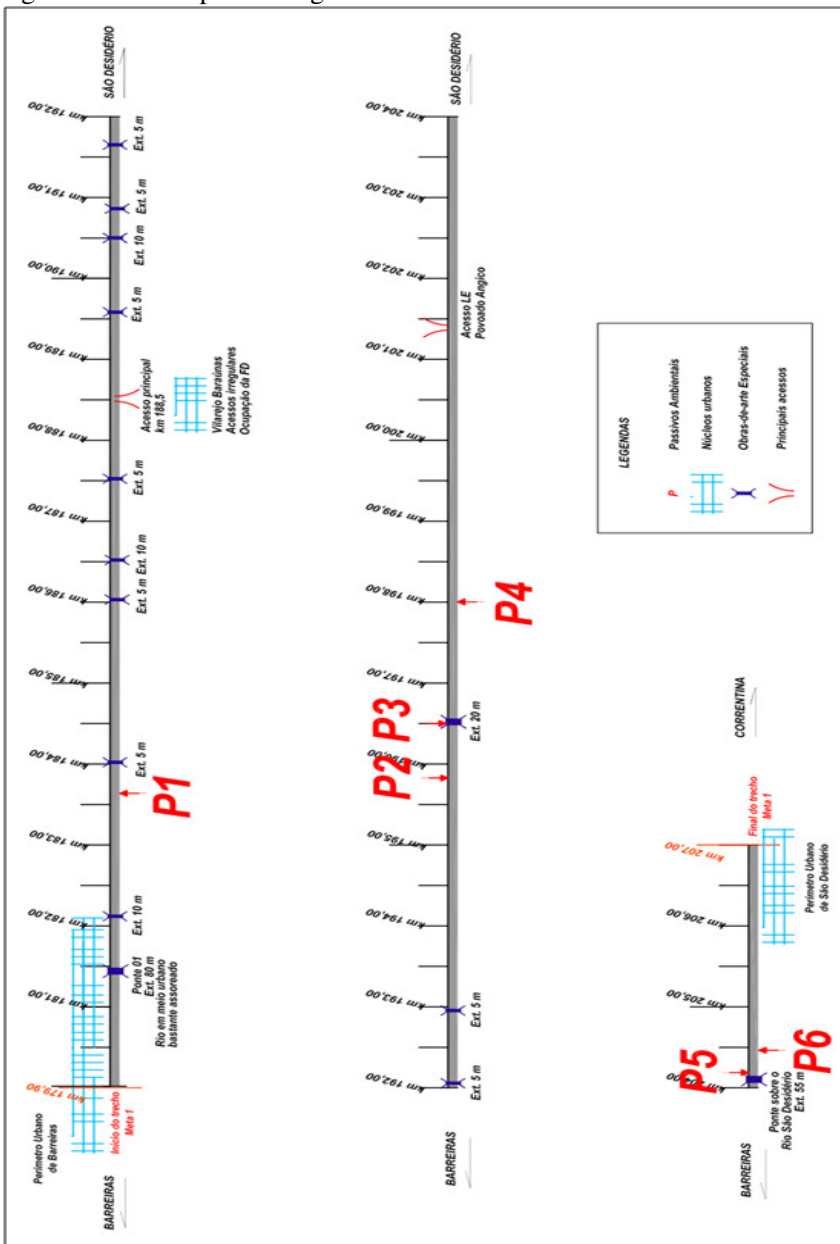 BARREIRAS
Perímetro Urbano
de Barreiras
Início do trecho
Meta 1
km 179,90
km 181,00
km 182,00
km 183,00
km 184,00
km 185,00
km 186,00
km 187,00
km 188,00
km 189,00
km 190,00
km 191,00
km 192,00
SÃO DESIDÉRIO
Ponte 01
Ext. 80 m
Rio em meio urbano
bastante assoreado
Ext. 10 m
P1
Ext. 5 m
Ext. 5 m
Ext. 10 m
Ext. 5 m
Acesso principal
km 188,5
Vilarejo Baraúnas
Acessos irregulares
Ocupação da FD
Ext. 5 m
Ext. 10 m
Ext. 5 m
Ext. 5 m
BARREIRAS
km 192,00
km 193,00
km 194,00
km 195,00
km 196,00
km 197,00
km 198,00
km 199,00
km 200,00
km 201,00
km 202,00
km 203,00
km 204,00
SÃO DESIDÉRIO
Ext. 5 m
Ext. 5 m
P2
P3
Ext. 20 m
P4
Acesso LE
Povoado Angico
BARREIRAS
km 204,00
km 205,00
km 206,00
km 207,00
CORRENTINA
P5
P6
Ponte sobre o
Rio São Desidério
Ext. 55 m
Final do trecho
Meta 1
Perímetro Urbano
de São Desidério
LEGENDAS
P
Passivos Ambientais
Núcleos urbanos
Obras-de-arte Especiais
Principais acessos